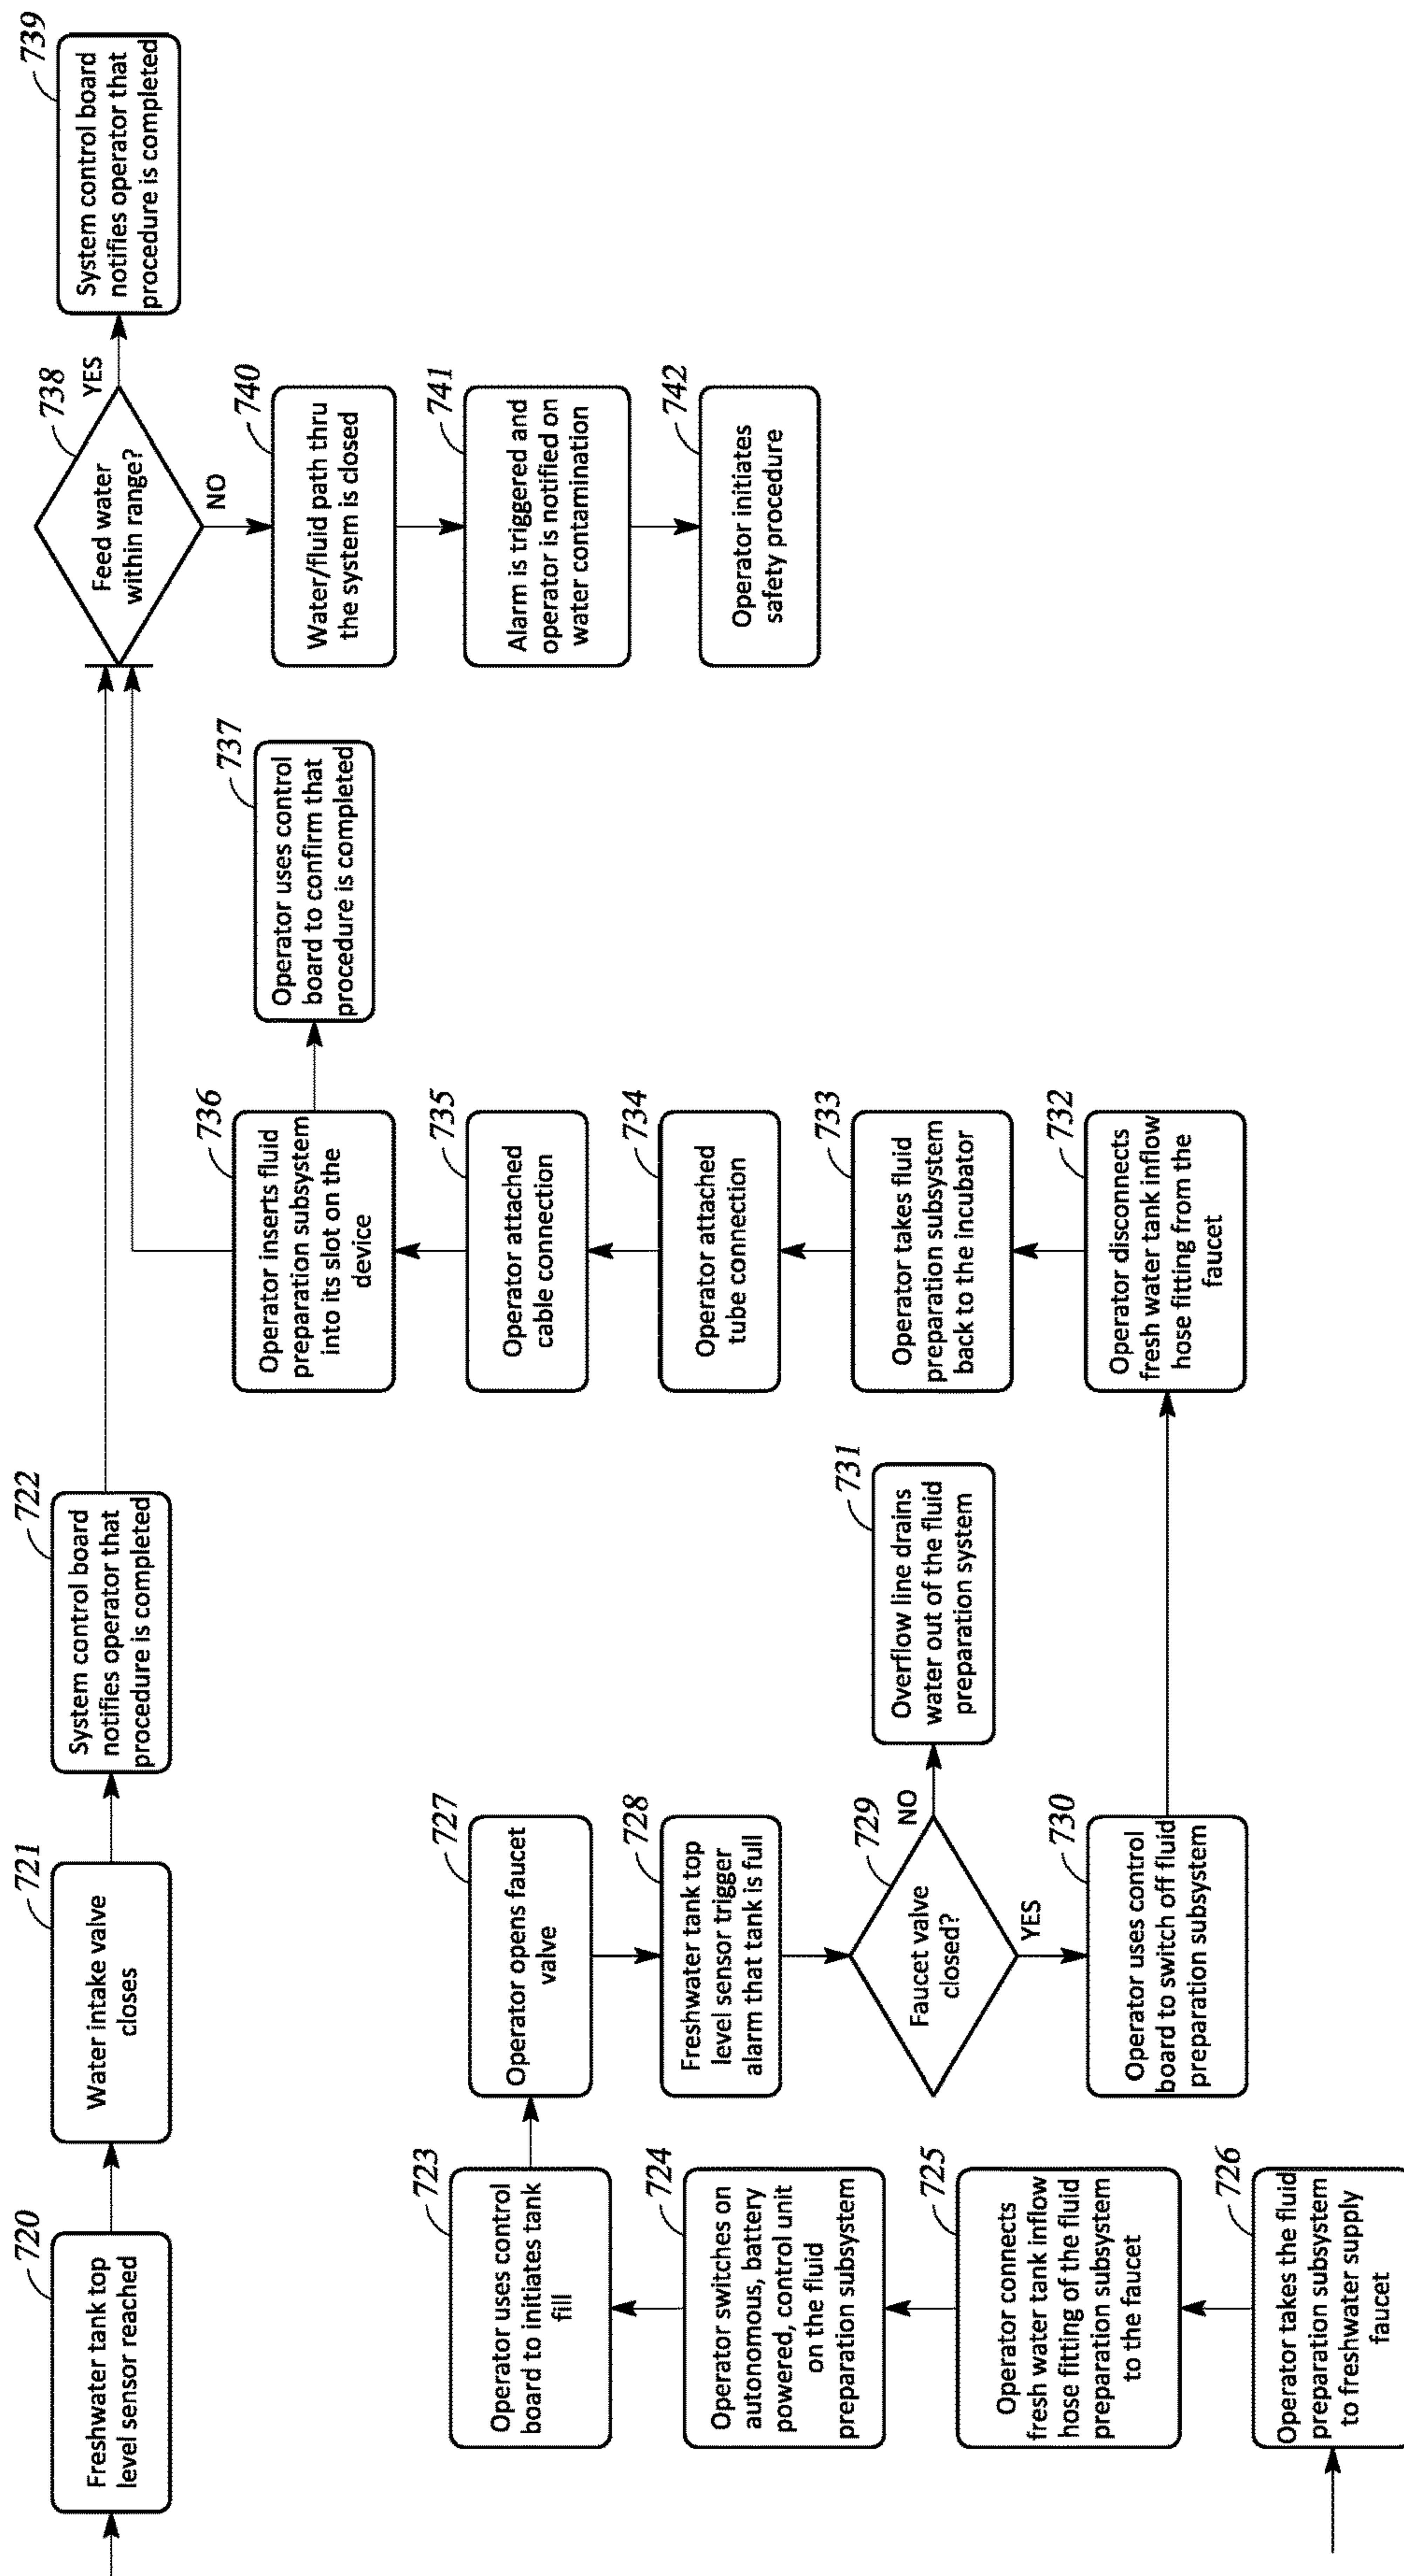 720
Freshwater tank top
level sensor reached
721
Water intake valve
closes
722
System control board
notifies operator that
procedure is completed
738
Feed water
within range?
YES
NO
739
System control board
notifies operator that
procedure is completed
740
Water/fluid path thru
the system is closed
741
Alarm is triggered and
operator is notified on
water contamination
742
Operator initiates
safety procedure
723
Operator uses control
board to initiates tank
fill
724
Operator switches on
autonomous, battery
powered, control unit
on the fluid
preparation subsystem
725
Operator connects
fresh water tank inflow
hose fitting of the fluid
preparation subsystem
to the faucet
726
Operator takes the fluid
preparation subsystem
to freshwater supply
faucet
727
Operator opens faucet
valve
728
Freshwater tank top
level sensor trigger
alarm that tank is full
729
Faucet valve
closed?
NO
YES
730
Operator uses control
board to switch off fluid
preparation subsystem
731
Overflow line drains
water out of the fluid
preparation system
736
Operator inserts fluid
preparation subsystem
into its slot on the
device
737
Operator uses control
board to confirm that
procedure is completed
735
Operator attached
cable connection
734
Operator attached
tube connection
733
Operator takes fluid
preparation subsystem
back to the incubator
732
Operator disconnects
fresh water tank inflow
hose fitting from the
faucet